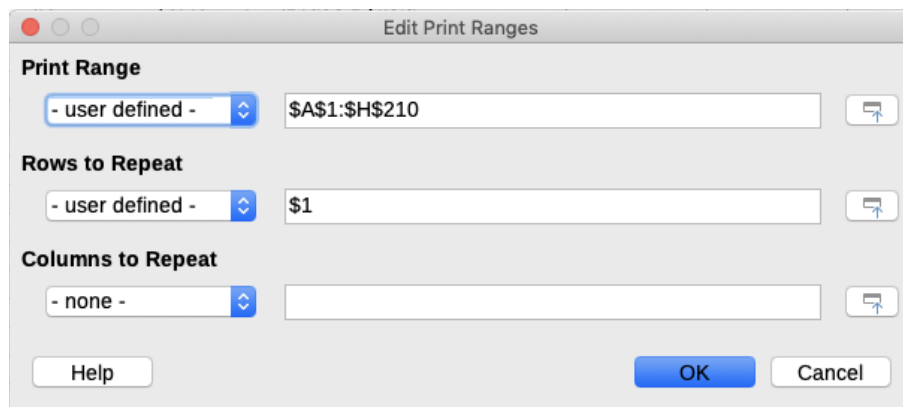 Edit Print Ranges
Print Range
- user defined - $A$1:$H$210
Rows to Repeat
- user defined - $1
Columns to Repeat
- none -
Help OK Cancel